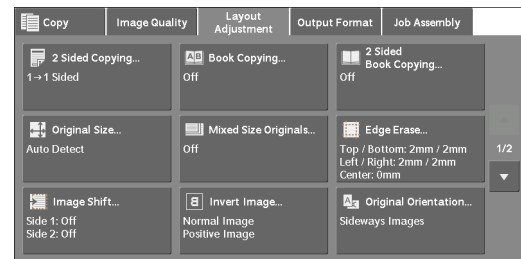 Copy
Image Quality
Layout
Adjustment
Output Format
Job Assembly
2 Sided Copying...
1→1 Sided
Book Copying...
Off
2 Sided
Book Copying...
Off
Original Size...
Auto Detect
Mixed Size Originals...
Off
Edge Erase...
Top / Bottom: 2mm / 2mm
Left / Right: 2mm / 2mm
Center: 0mm
1/2
Image Shift...
Side 1: Off
Side 2: Off
Invert Image...
Normal Image
Positive Image
Original Orientation...
Sideways Images